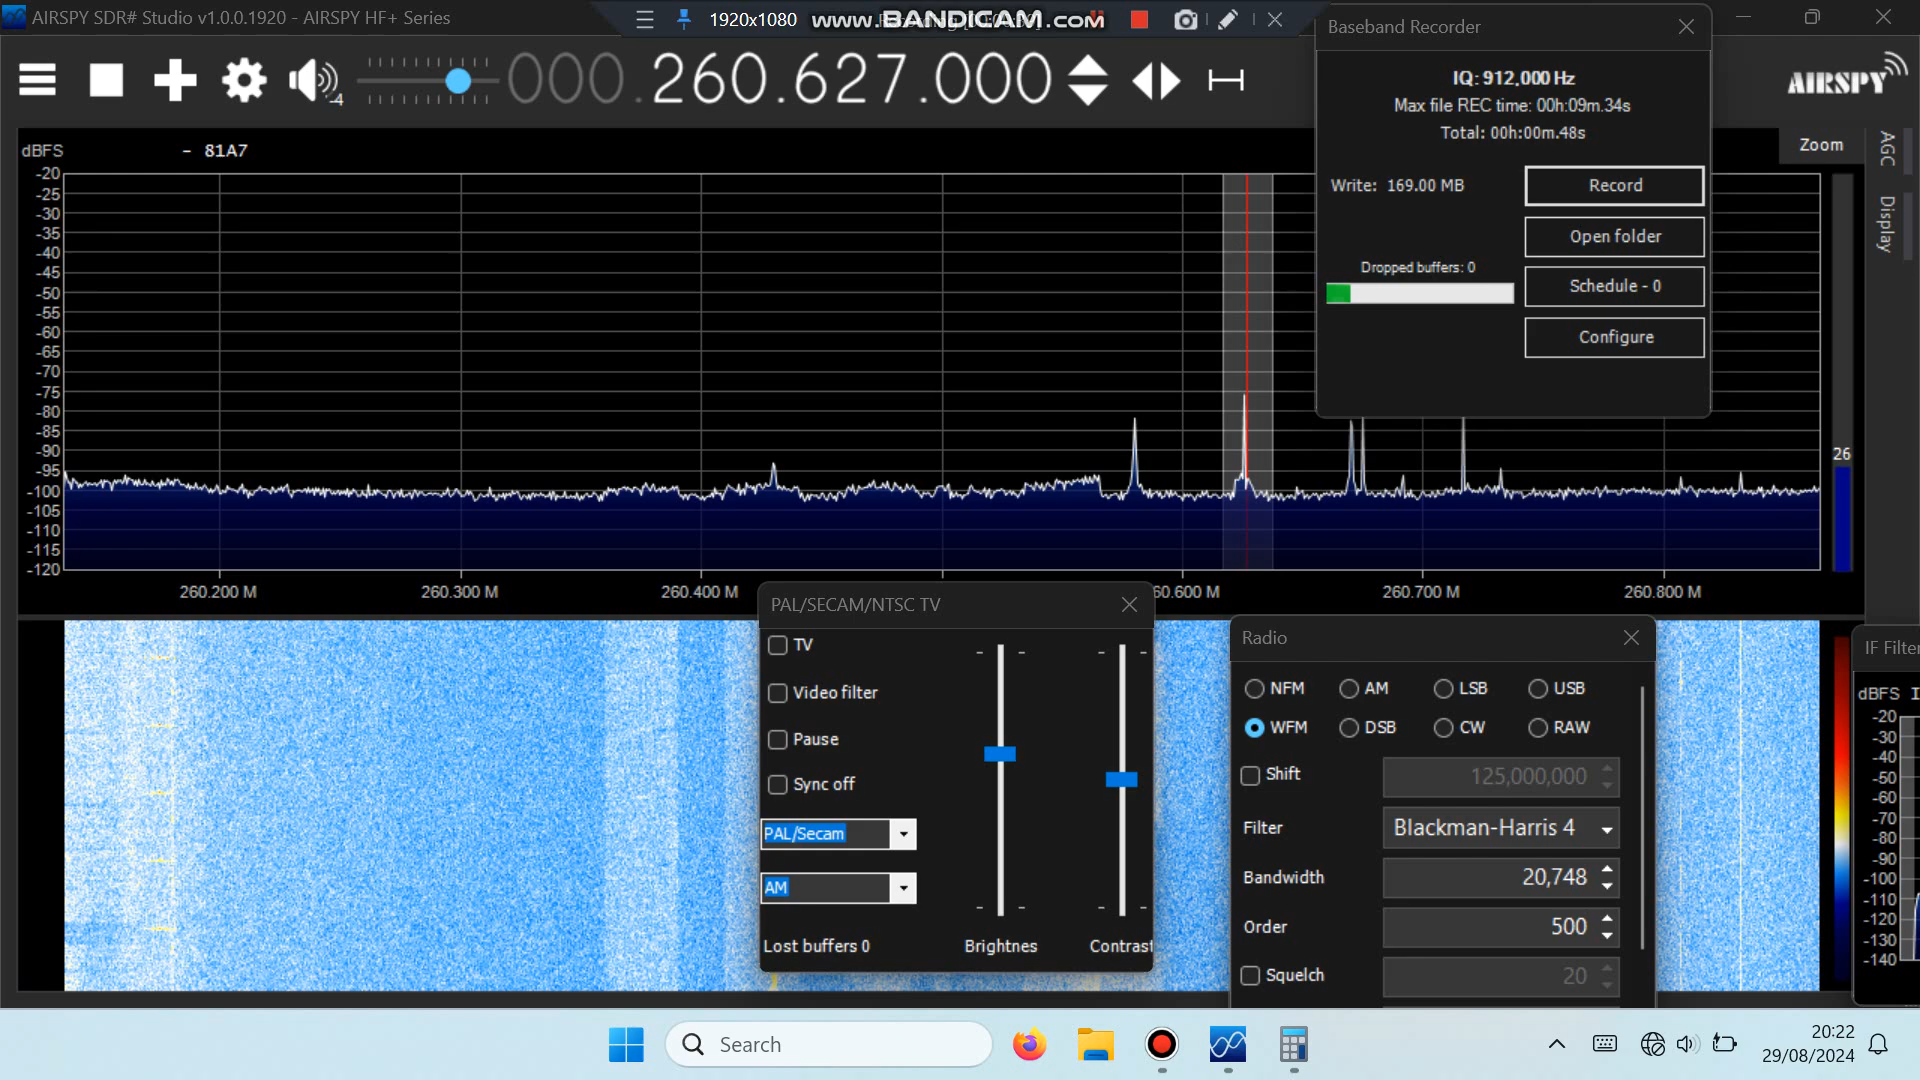 AIRSPY SDR# Studio v1.0.0.1920 - AIRSPY HF+ Series
1920x1080
www.BANDICAM.com
000.260.627.000
-4
AIRSPY
Baseband Recorder
IQ: 912,000 Hz
Max file REC time: 00h:09m.34s
Total: 00h:00m.48s
Write: 169.00 MB
Record
Open folder
Dropped buffers: 0
Schedule - 0
Configure
Zoom
AGC
Display
26
dBFS
- 81A7
-20
-25
-30
-35
-40
-45
-50
-55
-60
-65
-70
-75
-80
-85
-90
-95
-100
-105
-110
-115
-120
260.200 M
260.300 M
260.400 M
60.600 M
260.700 M
260.800 M
PAL/SECAM/NTSC TV
TV
Video filter
Pause
Sync off
PAL/Secam
AM
Lost buffers 0
Brightnes
Contrast
Radio
NFM
AM
LSB
USB
WFM
DSB
CW
RAW
Shift
125,000,000
Filter
Blackman-Harris 4
Bandwidth
20,748
Order
500
Squelch
20
IF Filter
dBFS I
-20
-30
-40
-50
-60
-70
-80
-90
-100
-110
-120
-130
-140
Search
20:22
29/08/2024